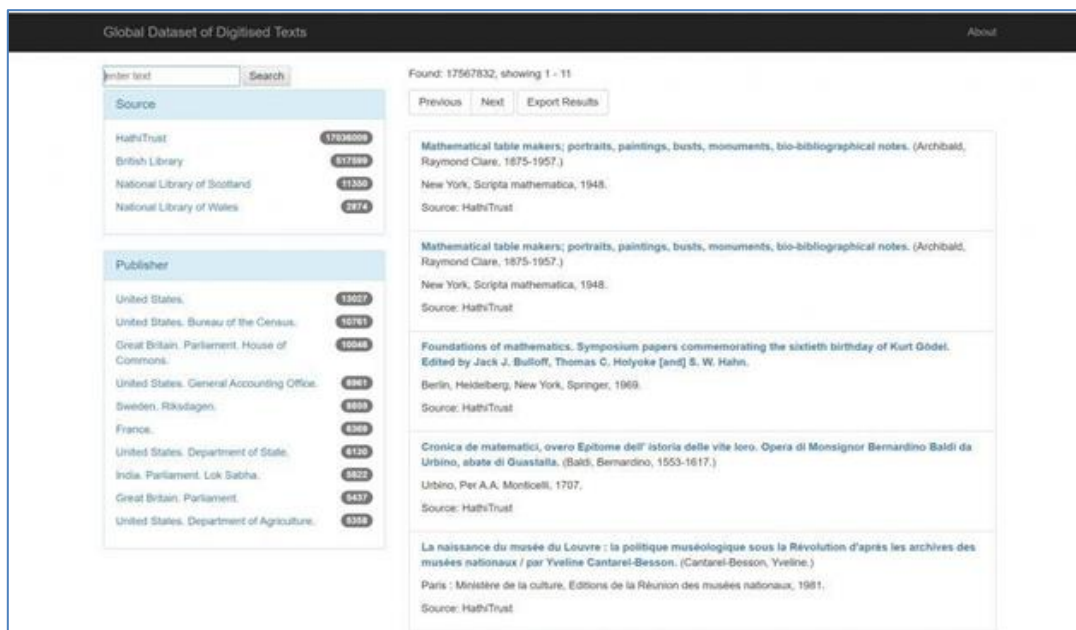 Global Dataset of Digitised Texts
About
enter text
Search
Source
HathiTrust 17036009
British Library 517599
National Library of Scotland 11350
National Library of Wales 2874
Publisher
United States. 13027
United States. Bureau of the Census. 10761
Great Britain. Parliament. House of 10046
Commons.
United States. General Accounting Office.
Sweden. Riksdagen.
France. 6369
United States. Department of State. 6120
India. Parliament. Lok Sabha. 5822
Great Britain. Parliament. 5437
United States. Department of Agriculture. 5358
Found: 17567832, showing 1 - 11
Previous Next Export Results
Mathematical table makers; portraits, paintings, busts, monuments, bio-bibliographical notes. (Archibald,
Raymond Clare, 1875-1957.)
New York, Scripta mathematica, 1948.
Source: HathiTrust
Mathematical table makers; portraits, paintings, busts, monuments, bio-bibliographical notes. (Archibald,
Raymond Clare, 1875-1957.)
New York, Scripta mathematica, 1948.
Source: HathiTrust
Foundations of mathematics. Symposium papers commemorating the sixtieth birthday of Kurt Gödel.
Edited by Jack J. Bulloff, Thomas C. Holyoke [and] S. W. Hahn.
Berlin, Heidelberg, New York, Springer, 1969.
Source: HathiTrust
Cronica de matematici, overo Epitome dell' istoria delle vite loro. Opera di Monsignor Bernardino Baldi da
Urbino, abate di Guastalla. (Baldi, Bernardino, 1553-1617.)
Urbino, Per A.A. Monticelli, 1707.
Source: HathiTrust
La naissance du musée du Louvre : la politique muséologique sous la Révolution d'après les archives des
musées nationaux / par Yveline Cantarel-Besson. (Cantarel-Besson, Yveline.)
Paris : Ministère de la culture, Editions de la Réunion des musées nationaux, 1981.
Source: HathiTrust